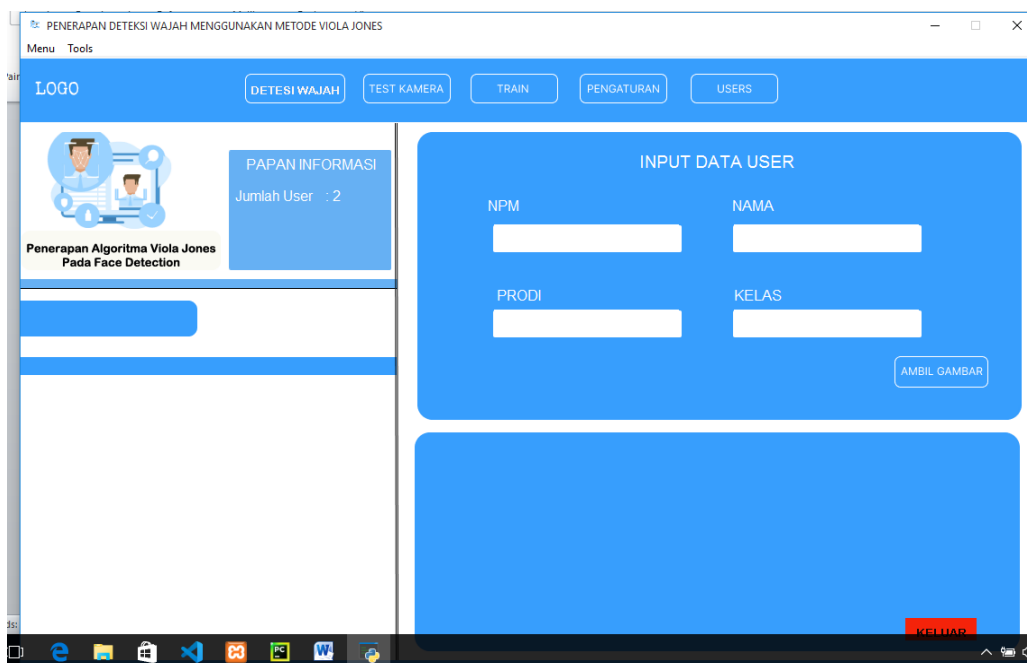 PENERAPAN DETEKSI WAJAH MENGGUNAKAN METODE VIOLA JONES
Menu Tools
LOGO
DETESI WAJAH
TEST KAMERA
TRAIN
PENGATURAN
USERS
PAPAN INFORMASI
Jumlah User : 2
Penerapan Algoritma Viola Jones
Pada Face Detection
INPUT DATA USER
NPM
NAMA
PRODI
KELAS
AMBIL GAMBAR
KELUAR